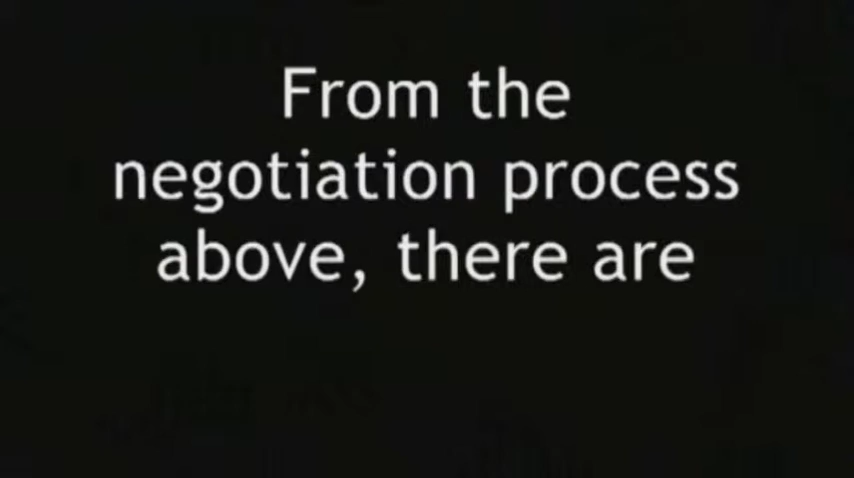 From the
negotiation process
above, there are